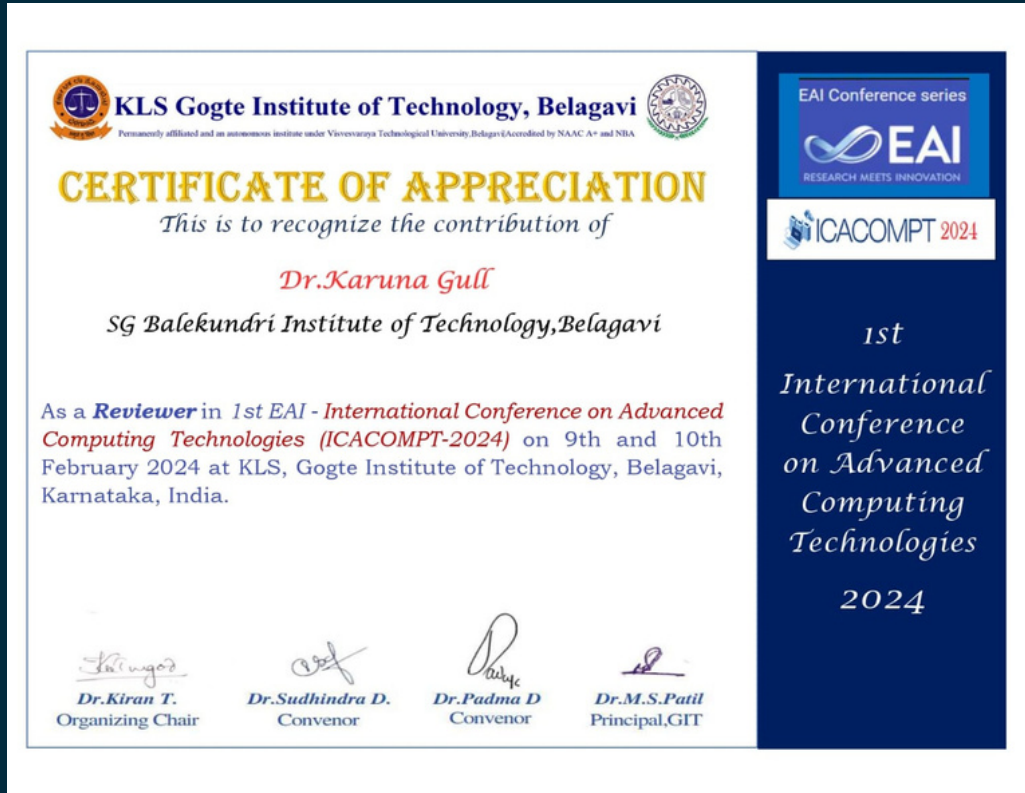 KLS Gogte Institute of Technology, Belagavi
Permanently affiliated and an autonomous institute under Visvesvaraya Technological University,Belagavi(Accredited by NAAC A+ and NBA
CERTIFICATE OF APPRECIATION
This is to recognize the contribution of
Dr.Karuna Gull
SG Balekundri Institute of Technology,Belagavi
As a Reviewer in 1st EAI - International Conference on Advanced
Computing Technologies (ICACOMPT-2024) on 9th and 10th
February 2024 at KLS, Gogte Institute of Technology, Belagavi,
Karnataka, India.
Dr.Kiran T.
Organizing Chair
Dr.Sudhindra D.
Convenor
Dr.Padma D
Convenor
Dr.M.S.Patil
Principal,GIT
EAI Conference series
EAI
RESEARCH MEETS INNOVATION
ICACOMPT 2024
1st
International
Conference
on Advanced
Computing
Technologies
2024